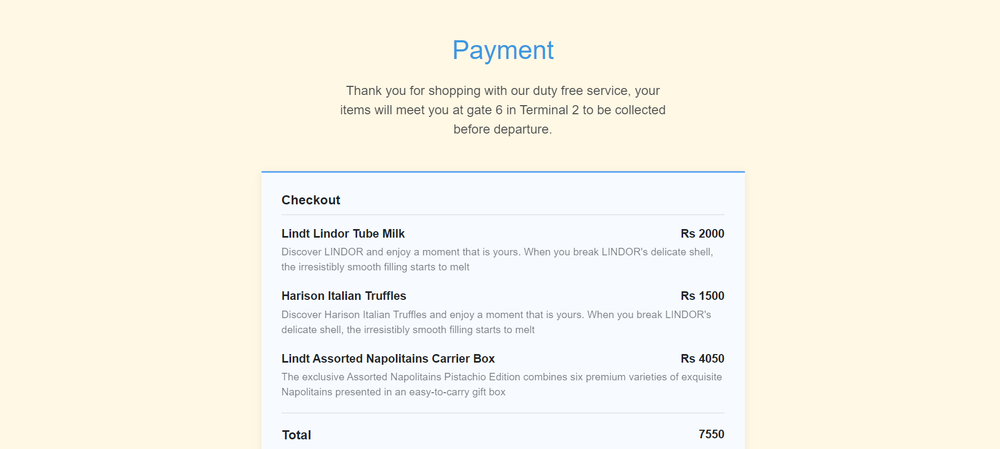 Payment
Thank you for shopping with our duty free service, your
items will meet you at gate 6 in Terminal 2 to be collected
before departure.
Checkout
Lindt Lindor Tube Milk Rs 2000
Discover LINDOR and enjoy a moment that is yours. When you break LINDOR's delicate shell,
the irresistibly smooth filling starts to melt
Harison Italian Truffles Rs 1500
Discover Harison Italian Truffles and enjoy a moment that is yours. When you break LINDOR's
delicate shell, the irresistibly smooth filling starts to melt
Lindt Assorted Napolitains Carrier Box Rs 4050
The exclusive Assorted Napolitains Pistachio Edition combines six premium varieties of exquisite
Napolitains presented in an easy-to-carry gift box
Total 7550